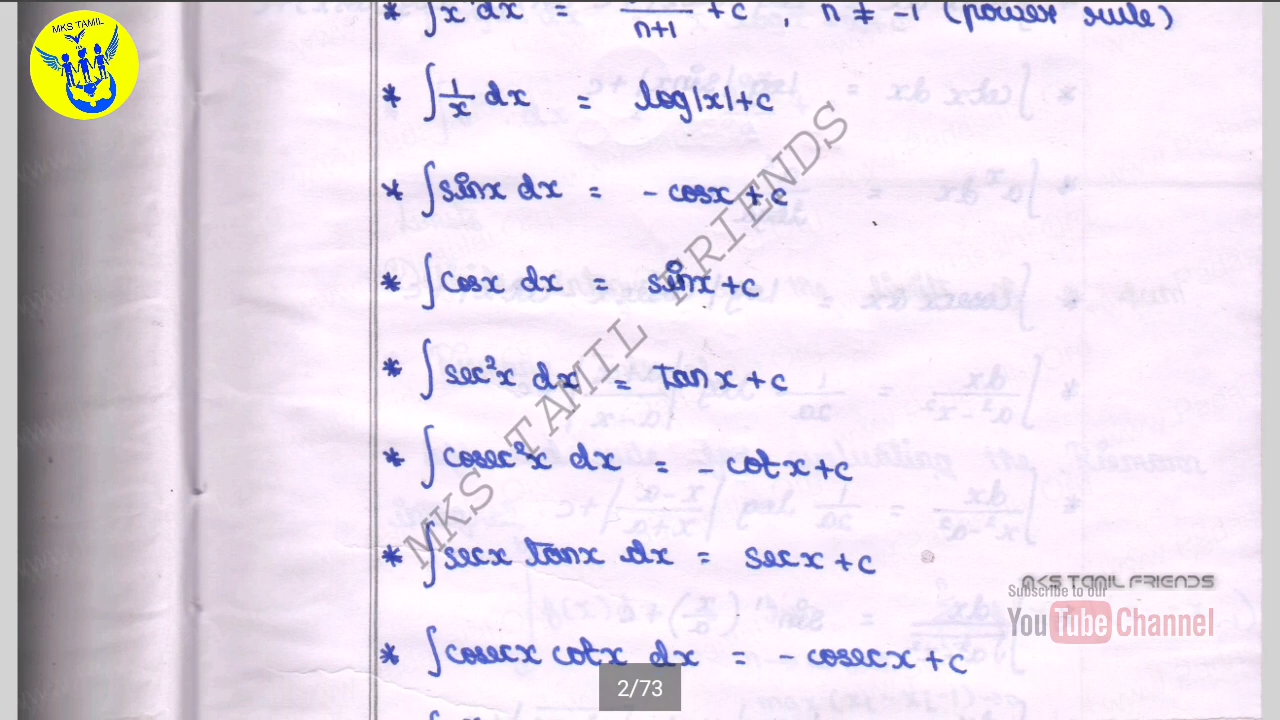 MKS TAMIL
* ∫xⁿ dx = /n+1 + c , n ≠ -1 (power rule)
* ∫1/x dx = log|x|+c
* ∫sinx dx = - cosx + c
* ∫cosx dx = sinx+c
* ∫sec²x dx = tanx+c
* ∫cosec²x dx = - cotx+c
* ∫secx tanx dx = secx+c
* ∫cosecx cotx dx = - cosecx+c
MKS TAMIL FRIENDS
MKS TAMIL FRIENDS
Subscribe to our
YouTube Channel
2/73